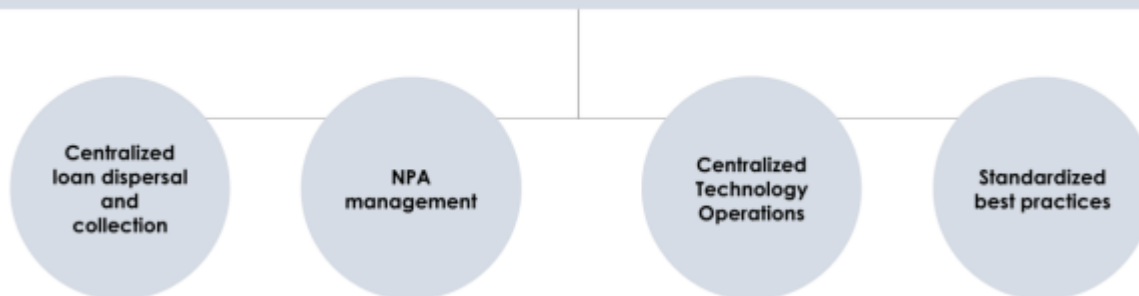 Centralized
loan dispersal
and
collection
NPA
management
Centralized
Technology
Operations
Standardized
best practices